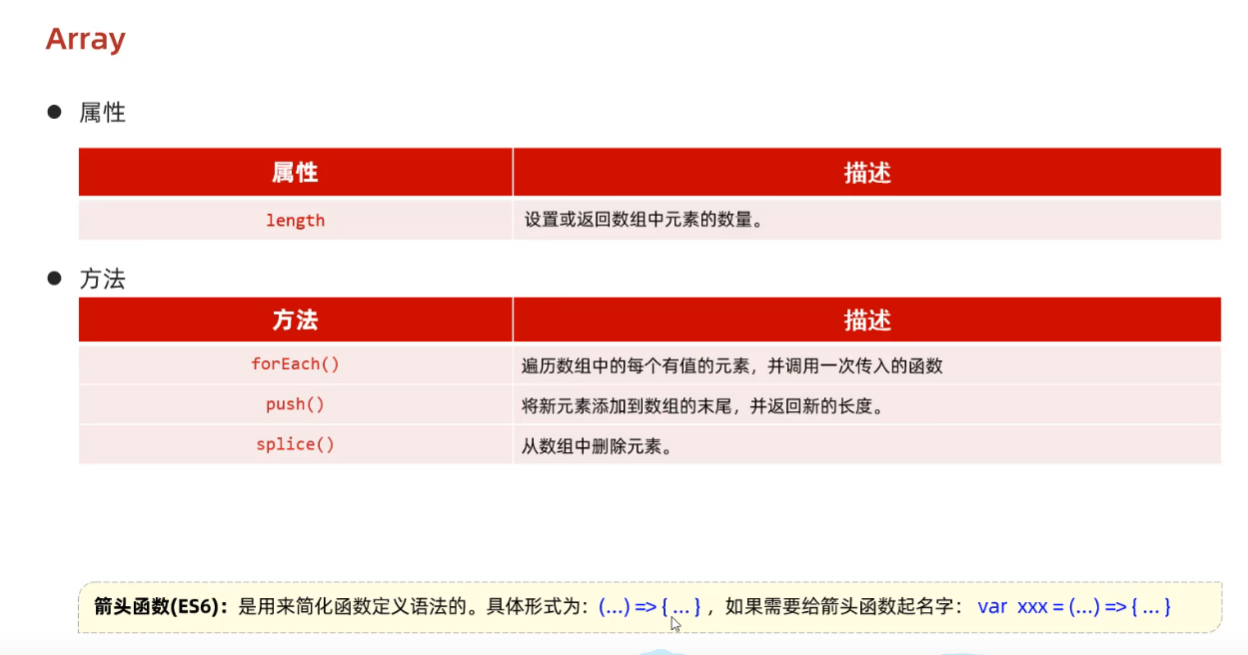 Array
● 属性
属性 描述
length 设置或返回数组中元素的数量。
● 方法
方法 描述
forEach() 遍历数组中的每个有值的元素，并调用一次传入的函数
push() 将新元素添加到数组的末尾，并返回新的长度。
splice() 从数组中删除元素。
箭头函数(ES6)：是用来简化函数定义语法的。具体形式为：(...) => { ... } ，如果需要给箭头函数起名字： var xxx = (...) => { ... }